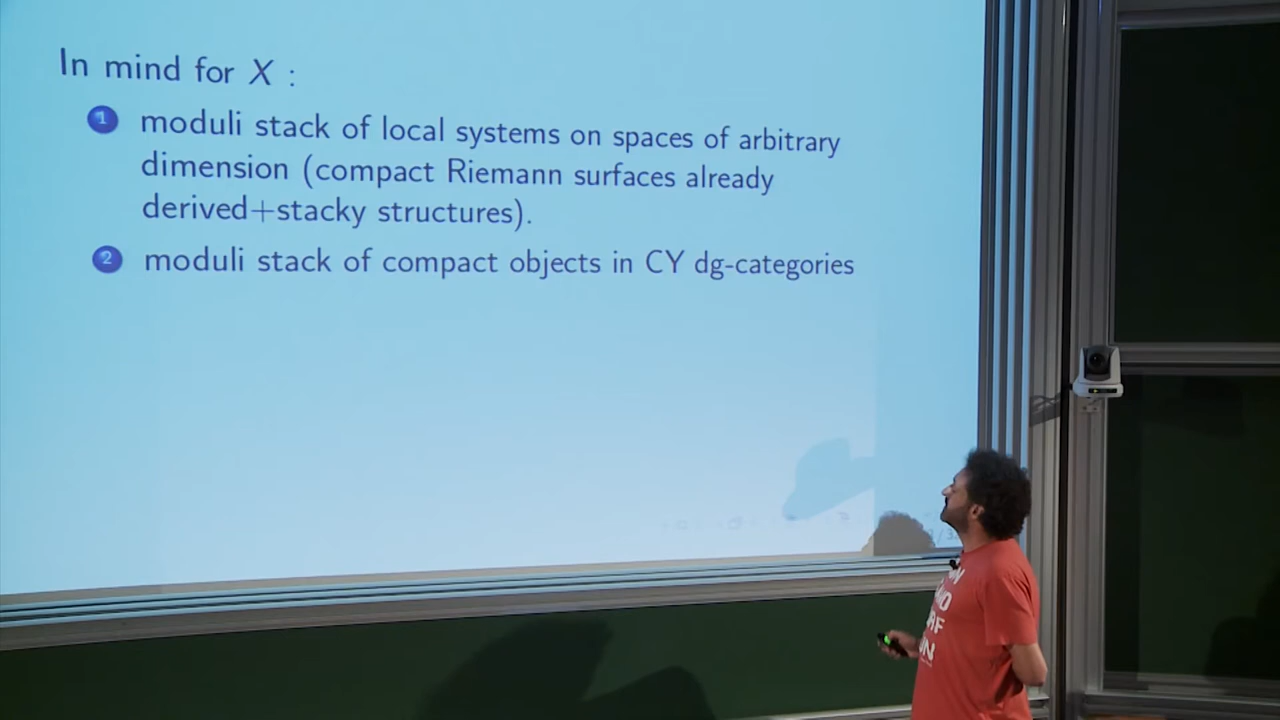 In mind for X :
1 moduli stack of local systems on spaces of arbitrary
dimension (compact Riemann surfaces already
derived+stacky structures).
2 moduli stack of compact objects in CY dg-categories